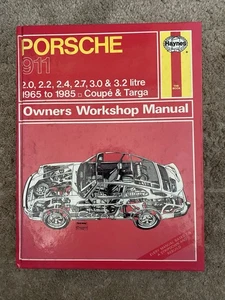 PORSCHE
911
Haynes
2.0, 2.2, 2.4, 2.7, 3.0 & 3.2 litre
1965 to 1985 □ Coupé & Targa
Owners Workshop Manual